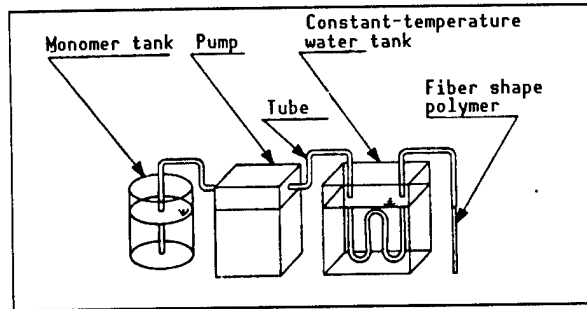 Constant-temperature
water tank
Monomer tank
Pump
Fiber shape
polymer
Tube